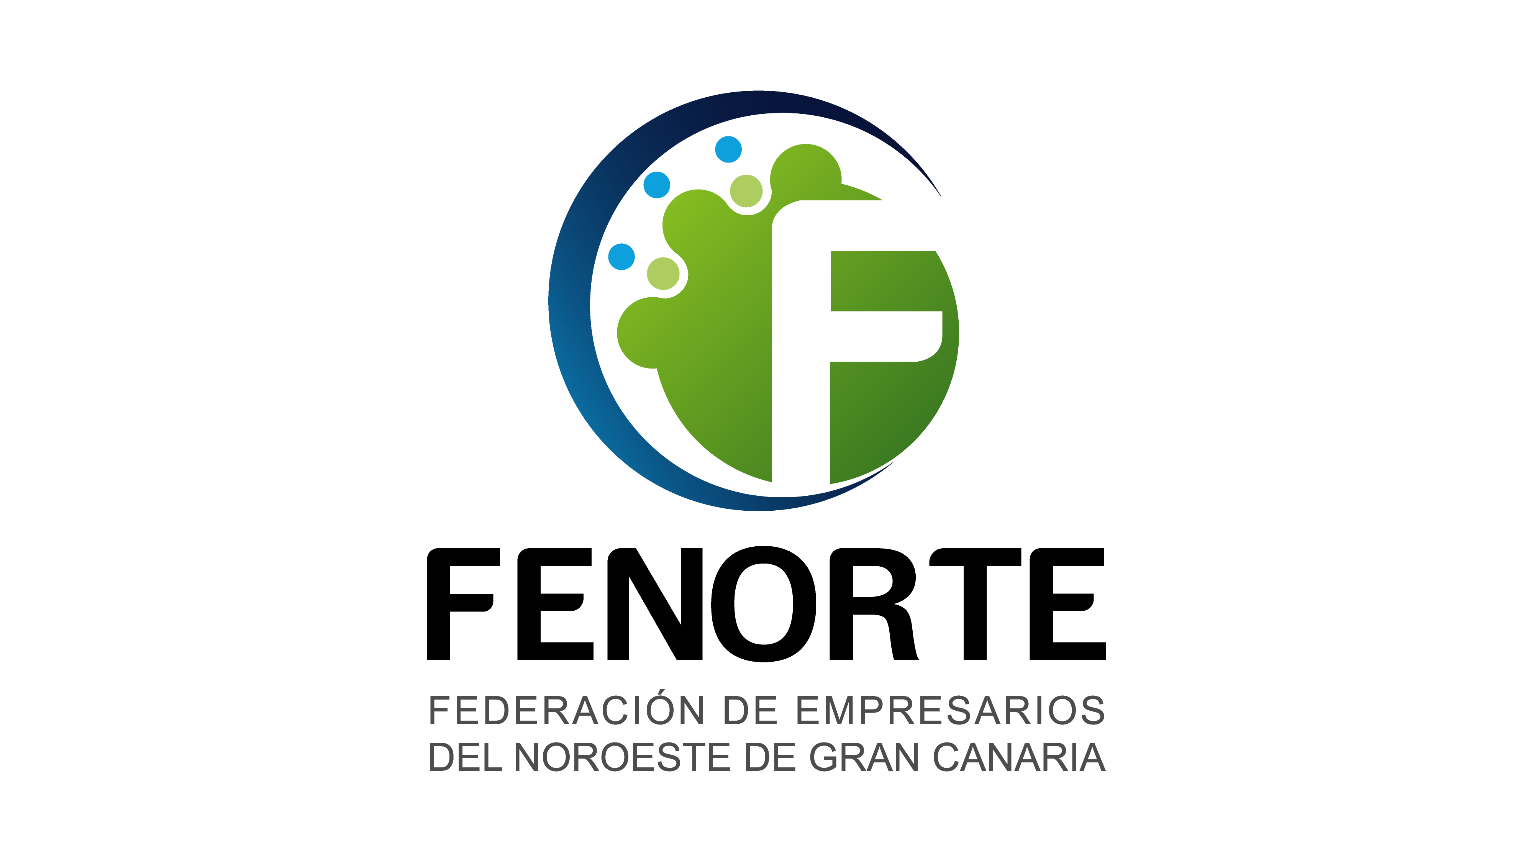 F
FENORTE
FEDERACIÓN DE EMPRESARIOS
DEL NOROESTE DE GRAN CANARIA